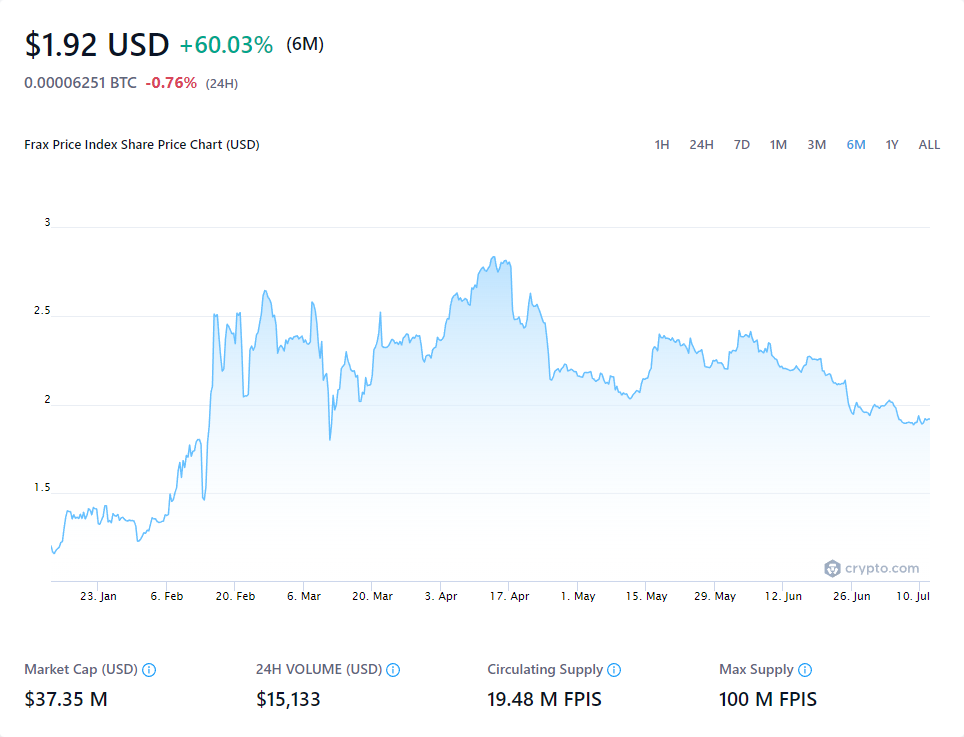 $1.92 USD +60.03% (6M)
0.00006251 BTC -0.76% (24H)
Frax Price Index Share Price Chart (USD)
1H 24H 7D 1M 3M 6M 1Y ALL
3
2.5
2
1.5
crypto.com
23. Jan 6. Feb 20. Feb 6. Mar 20. Mar 3. Apr 17. Apr 1. May 15. May 29. May 12. Jun 26. Jun 10. Jul
Market Cap (USD) 24H VOLUME (USD) Circulating Supply Max Supply
$37.35 M $15,133 19.48 M FPIS 100 M FPIS